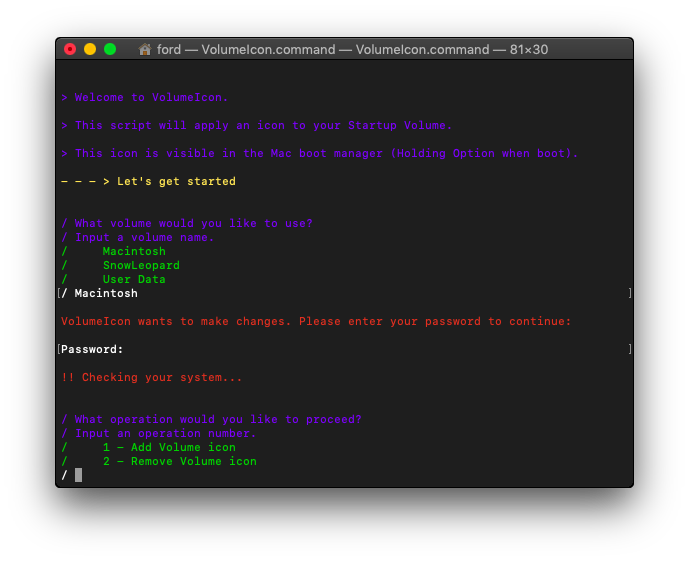 ford — VolumeIcon.command — VolumeIcon.command — 81×30
> Welcome to VolumeIcon.
> This script will apply an icon to your Startup Volume.
> This icon is visible in the Mac boot manager (Holding Option when boot).
– – – > Let's get started
/ What volume would you like to use?
/ Input a volume name.
/     Macintosh
/     SnowLeopard
/     User Data
[/ Macintosh ]
VolumeIcon wants to make changes. Please enter your password to continue:
[Password: ]
!! Checking your system...
/ What operation would you like to proceed?
/ Input an operation number.
/     1 – Add Volume icon
/     2 – Remove Volume icon
/